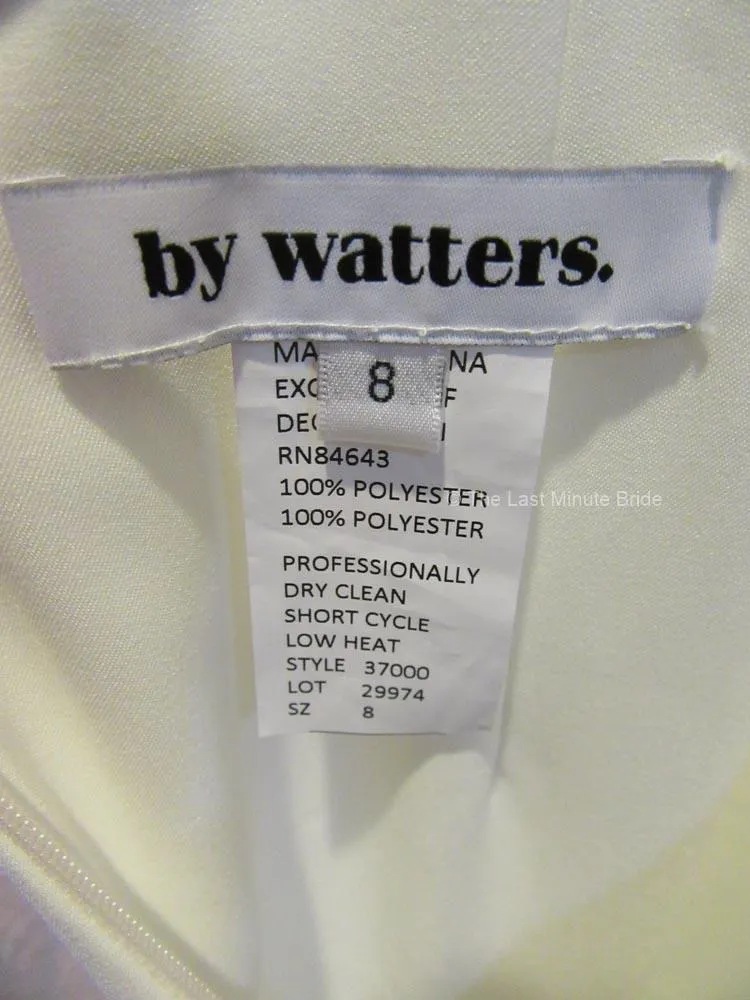 by watters.
8
RN84643
100% POLYESTER
100% POLYESTER
PROFESSIONALLY
DRY CLEAN
SHORT CYCLE
LOW HEAT
STYLE 37000
LOT 29974
SZ 8
© The Last Minute Bride